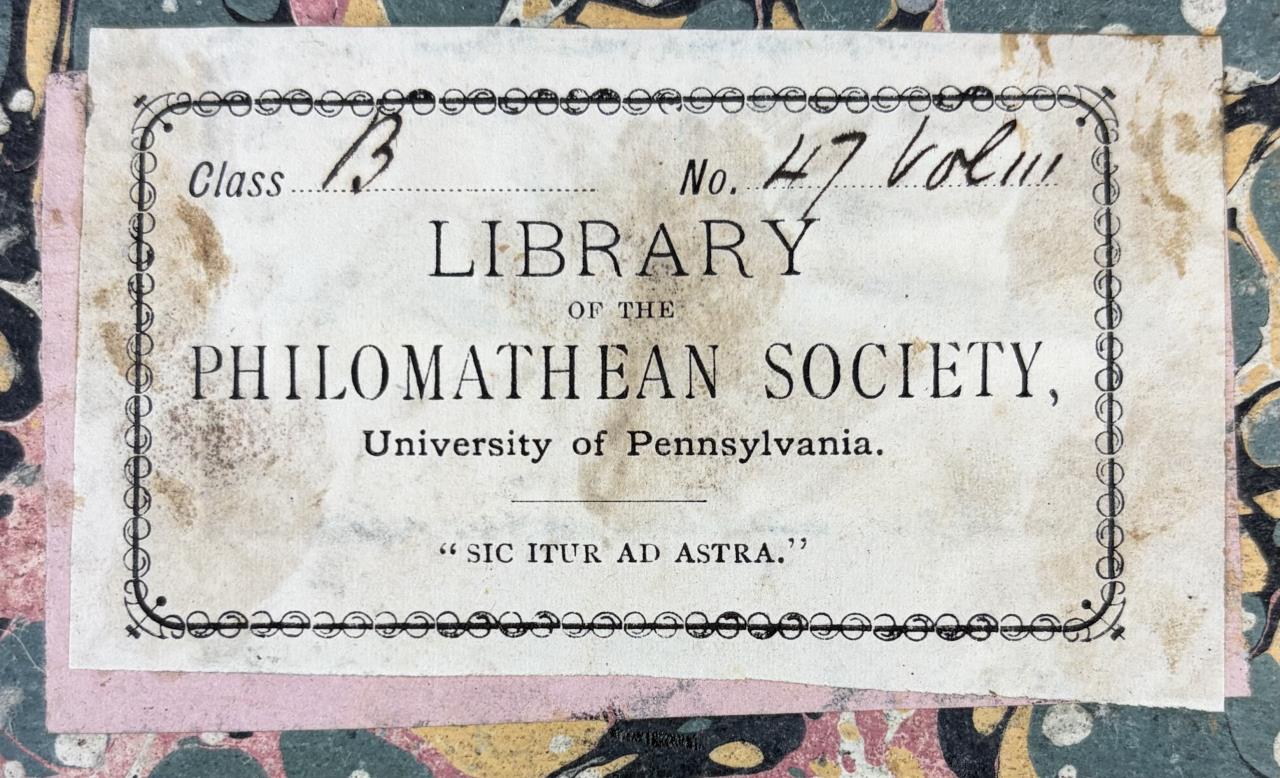 Class B No. 47 Vol III
LIBRARY
OF THE
PHILOMATHEAN SOCIETY,
University of Pennsylvania.
“SIC ITUR AD ASTRA.”